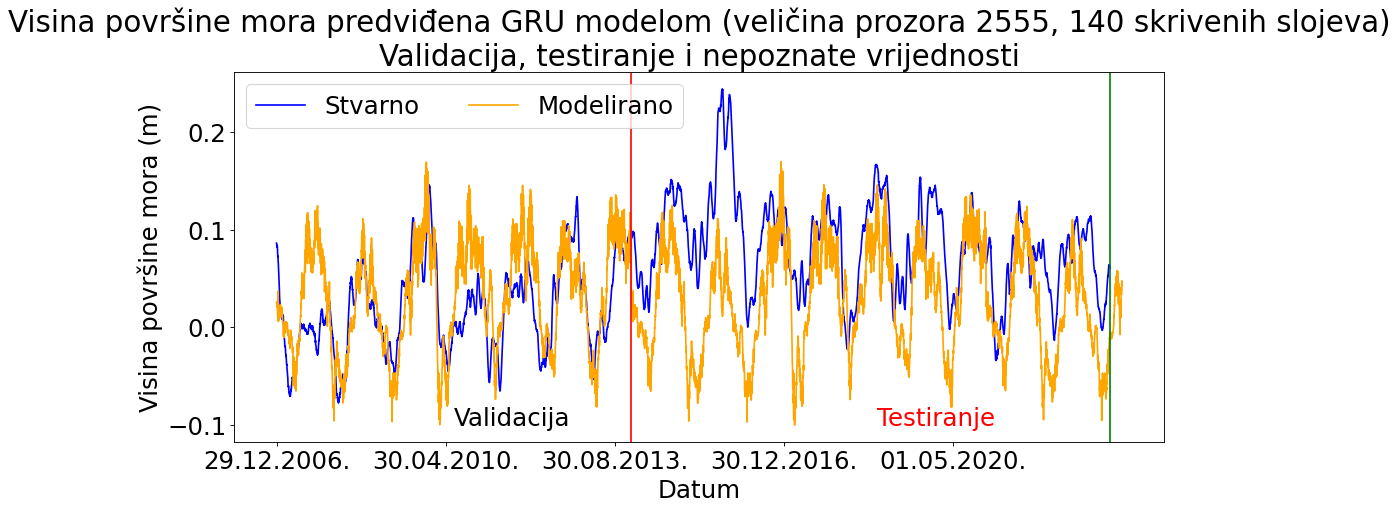 Visina površine mora predviđena GRU modelom (veličina prozora 2555, 140 skrivenih slojeva)
Validacija, testiranje i nepoznate vrijednosti
Stvarno
Modelirano
Visina površine mora (m)
0.2
0.1
0.0
−0.1
Validacija
Testiranje
29.12.2006.
30.04.2010.
30.08.2013.
30.12.2016.
01.05.2020.
Datum